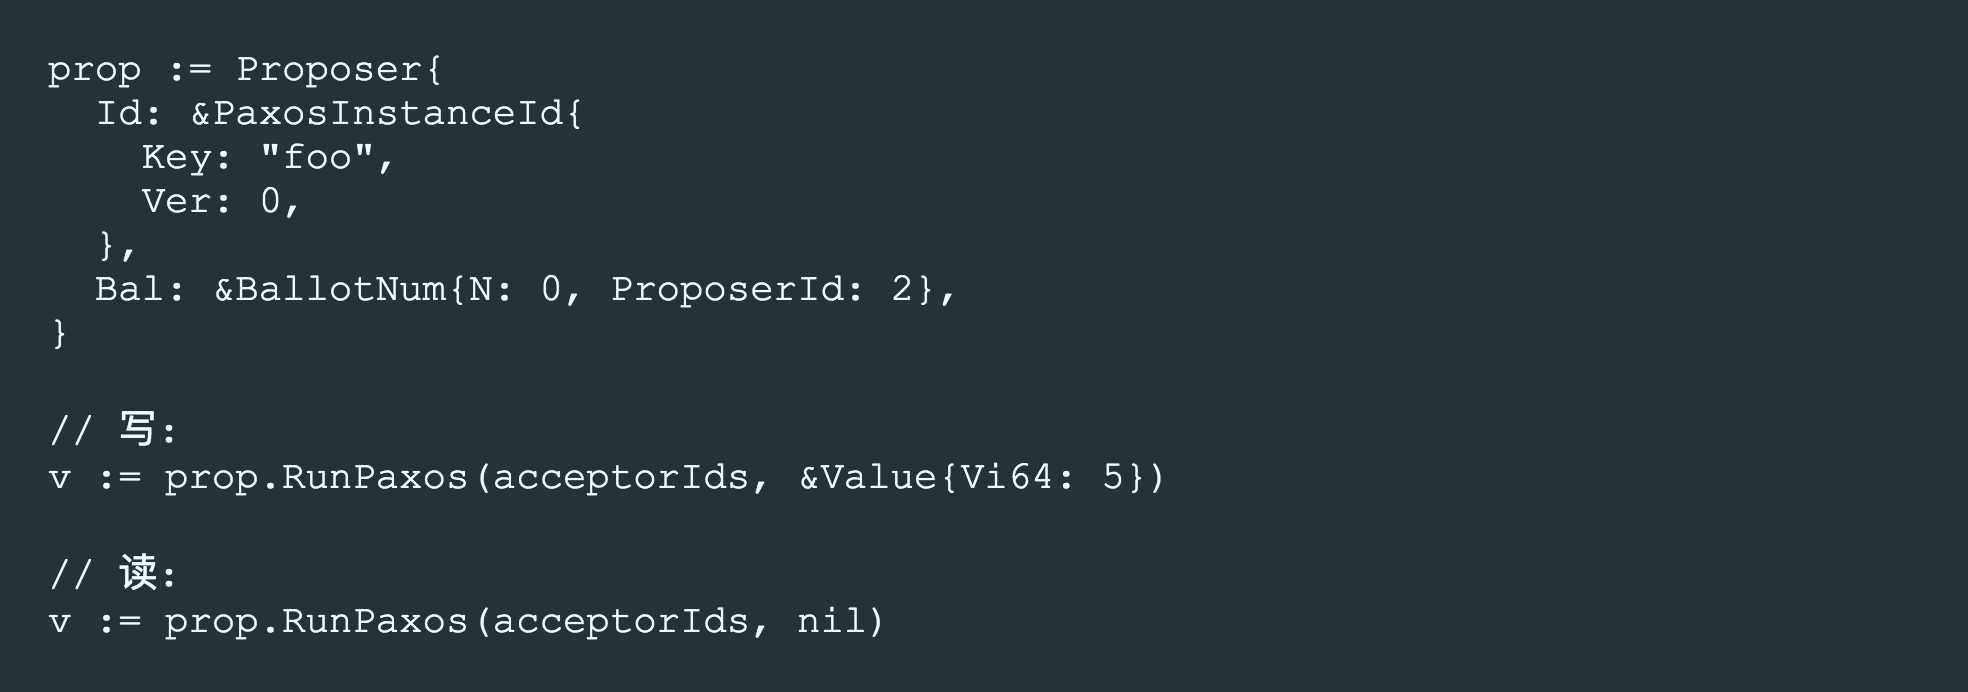 prop := Proposer{
  Id: &PaxosInstanceId{
    Key: "foo",
    Ver: 0,
  },
  Bal: &BallotNum{N: 0, ProposerId: 2},
}

// 写:
v := prop.RunPaxos(acceptorIds, &Value{Vi64: 5})

// 读:
v := prop.RunPaxos(acceptorIds, nil)